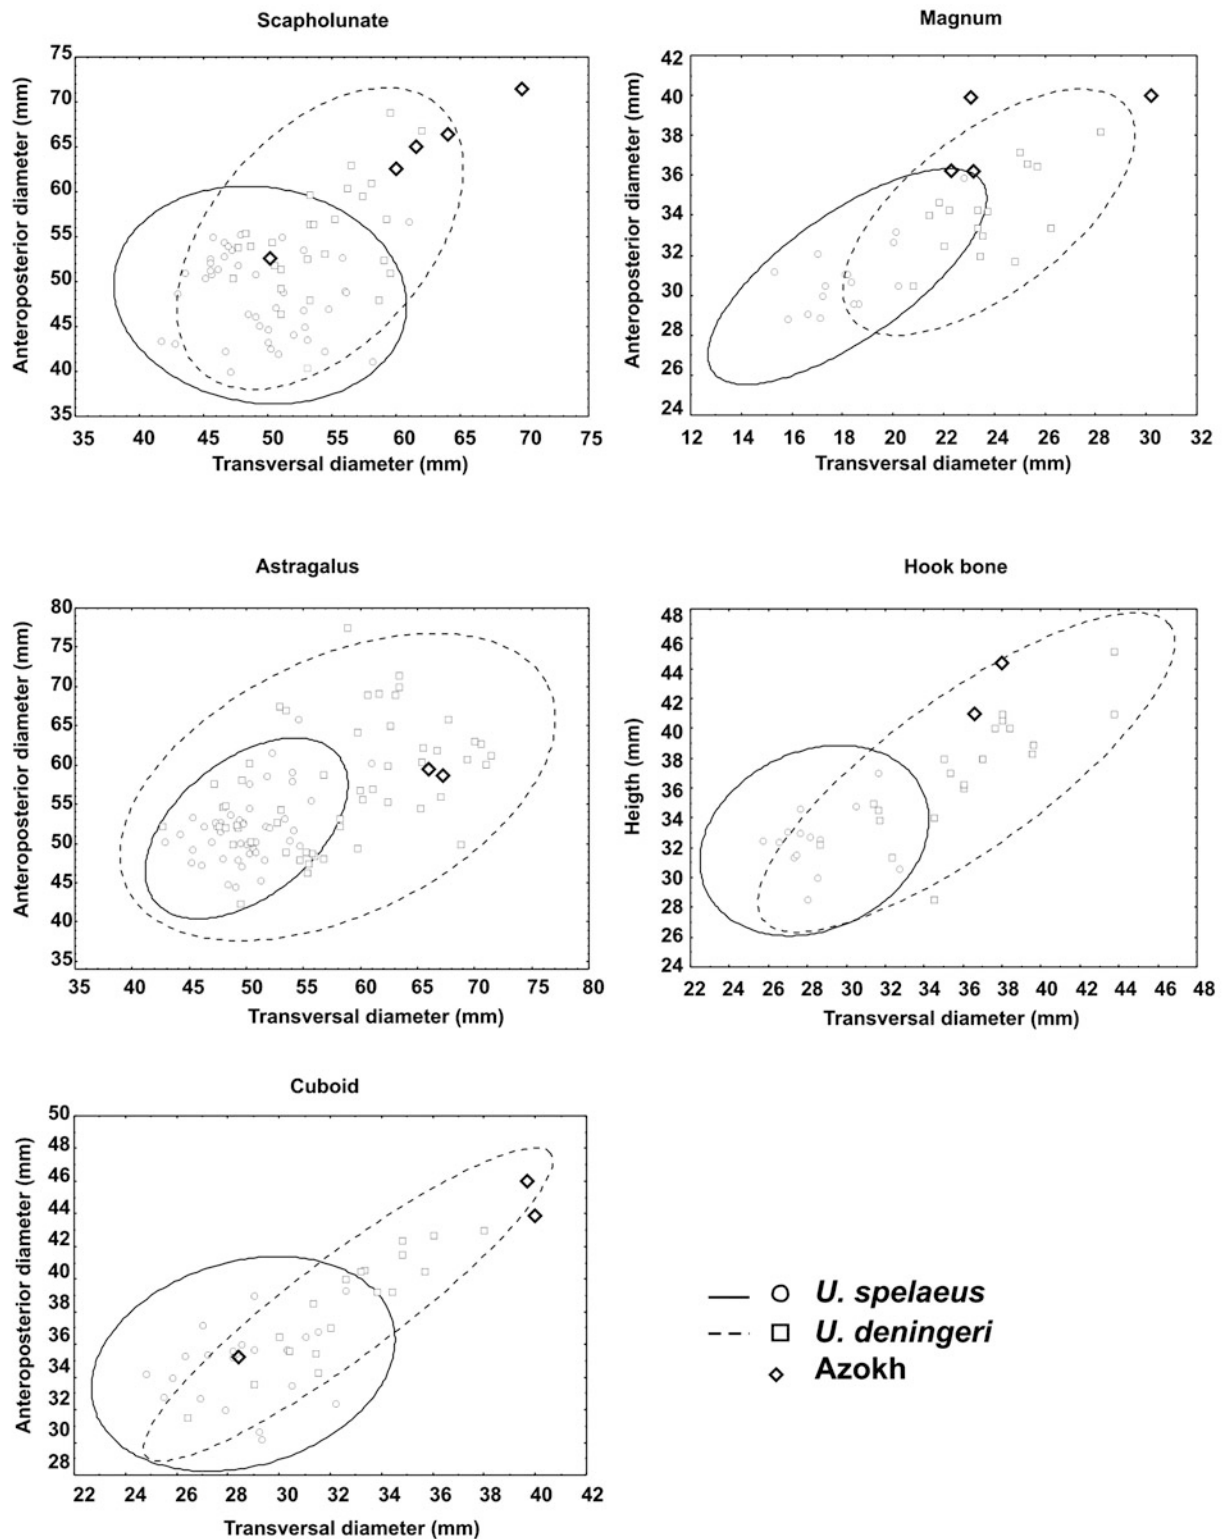 Scapholunate
Anteroposterior diameter (mm)
75
70
65
60
55
50
45
40
35
35 40 45 50 55 60 65 70 75
Transversal diameter (mm)
Magnum
Anteroposterior diameter (mm)
42
40
38
36
34
32
30
28
26
24
12 14 16 18 20 22 24 26 28 30 32
Transversal diameter (mm)
Astragalus
Anteroposterior diameter (mm)
80
75
70
65
60
55
50
45
40
35
35 40 45 50 55 60 65 70 75 80
Transversal diameter (mm)
Hook bone
Heigth (mm)
48
46
44
42
40
38
36
34
32
30
28
26
24
22 24 26 28 30 32 34 36 38 40 42 44 46 48
Transversal diameter (mm)
Cuboid
Anteroposterior diameter (mm)
50
48
46
44
42
40
38
36
34
32
30
28
22 24 26 28 30 32 34 36 38 40 42
Transversal diameter (mm)
U. spelaeus
U. deningeri
Azokh